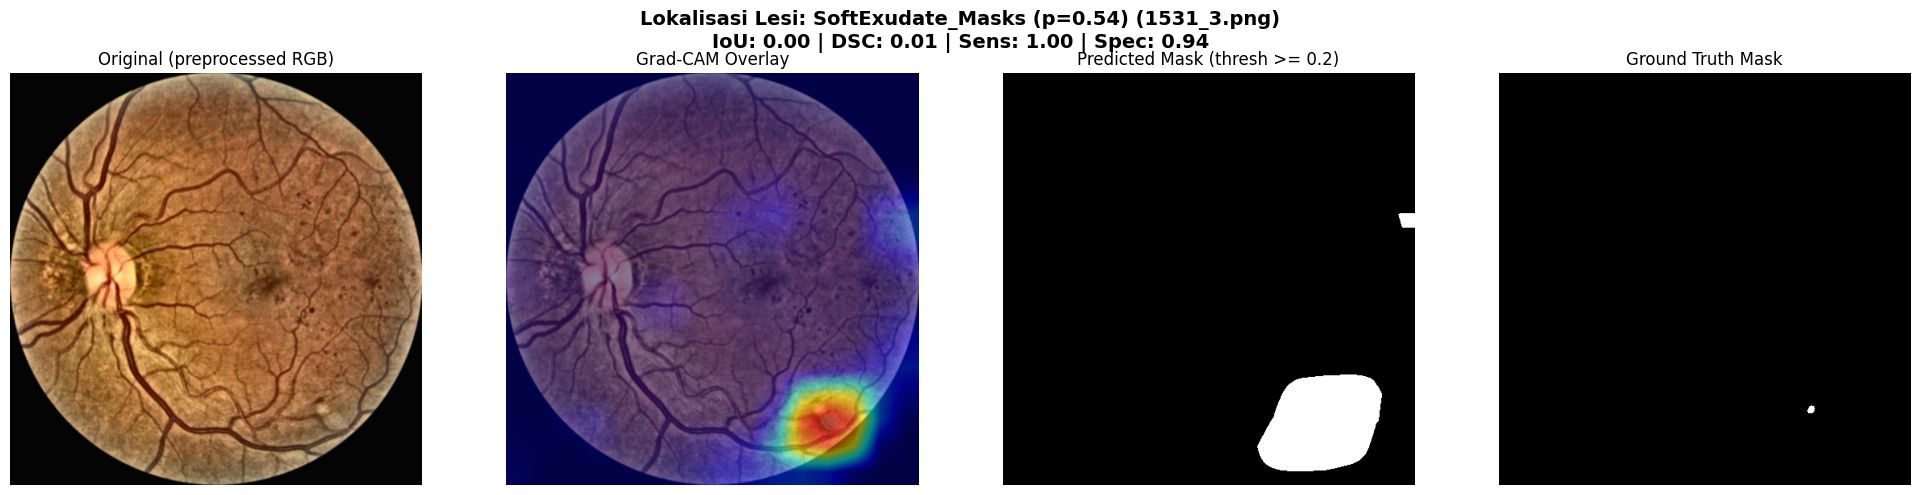 Lokalisasi Lesi: SoftExudate_Masks (p=0.54) (1531_3.png)
IoU: 0.00 | DSC: 0.01 | Sens: 1.00 | Spec: 0.94
Original (preprocessed RGB)
Grad-CAM Overlay
Predicted Mask (thresh >= 0.2)
Ground Truth Mask